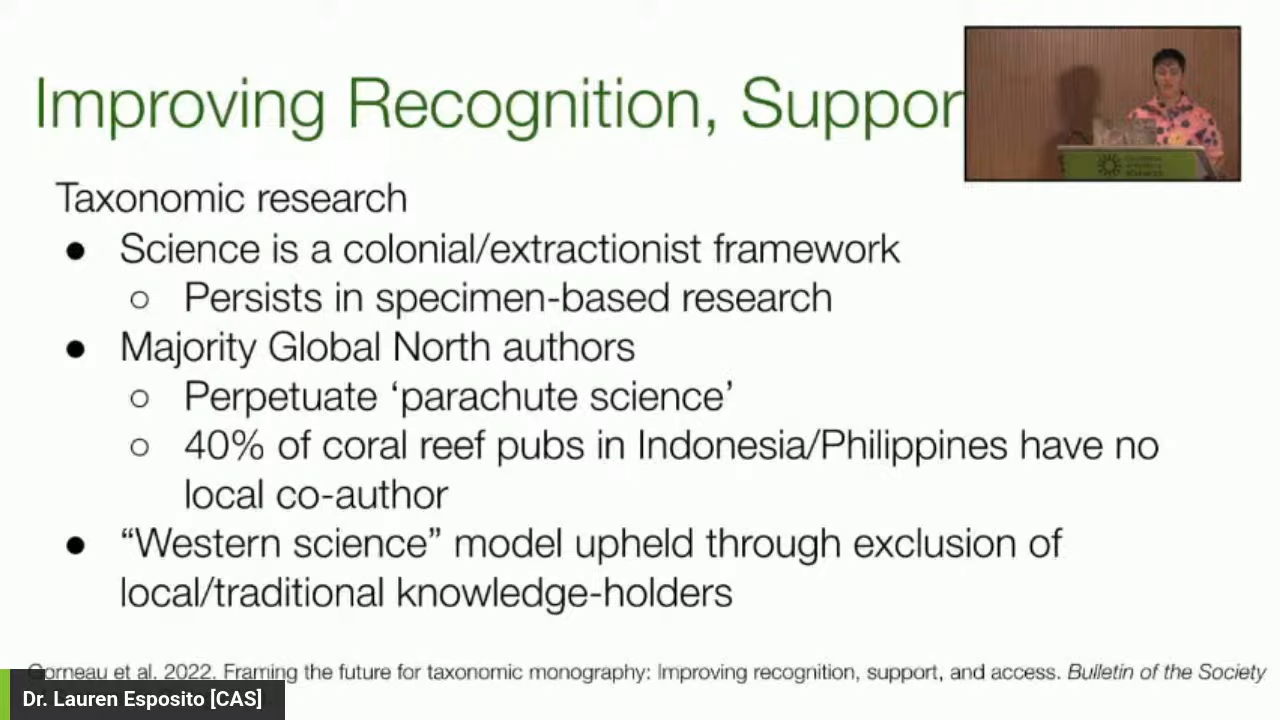 Improving Recognition, Suppor
Taxonomic research
● Science is a colonial/extractionist framework
○ Persists in specimen-based research
● Majority Global North authors
○ Perpetuate ‘parachute science’
○ 40% of coral reef pubs in Indonesia/Philippines have no
local co-author
● “Western science” model upheld through exclusion of
local/traditional knowledge-holders
Gorneau et al. 2022. Framing the future for taxonomic monography: Improving recognition, support, and access. Bulletin of the Society
Dr. Lauren Esposito [CAS]